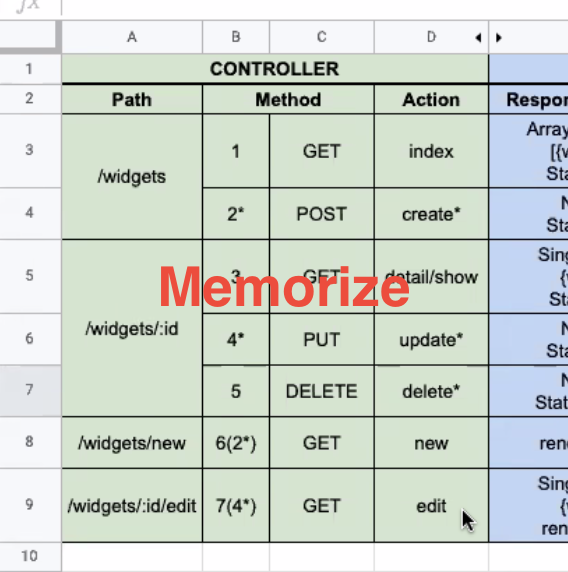 fx
A B C D
1 CONTROLLER
2 Path Method Action Respor
3 /widgets 1 GET index Array
[{v
Sta
4 2* POST create* N
Sta
5 /widgets/:id 3 GET detail/show Sing
{v
Sta
Memorize
6 4* PUT update* N
Sta
7 5 DELETE delete* N
Stat
8 /widgets/new 6(2*) GET new ren
9 /widgets/:id/edit 7(4*) GET edit Sing
{v
ren
10